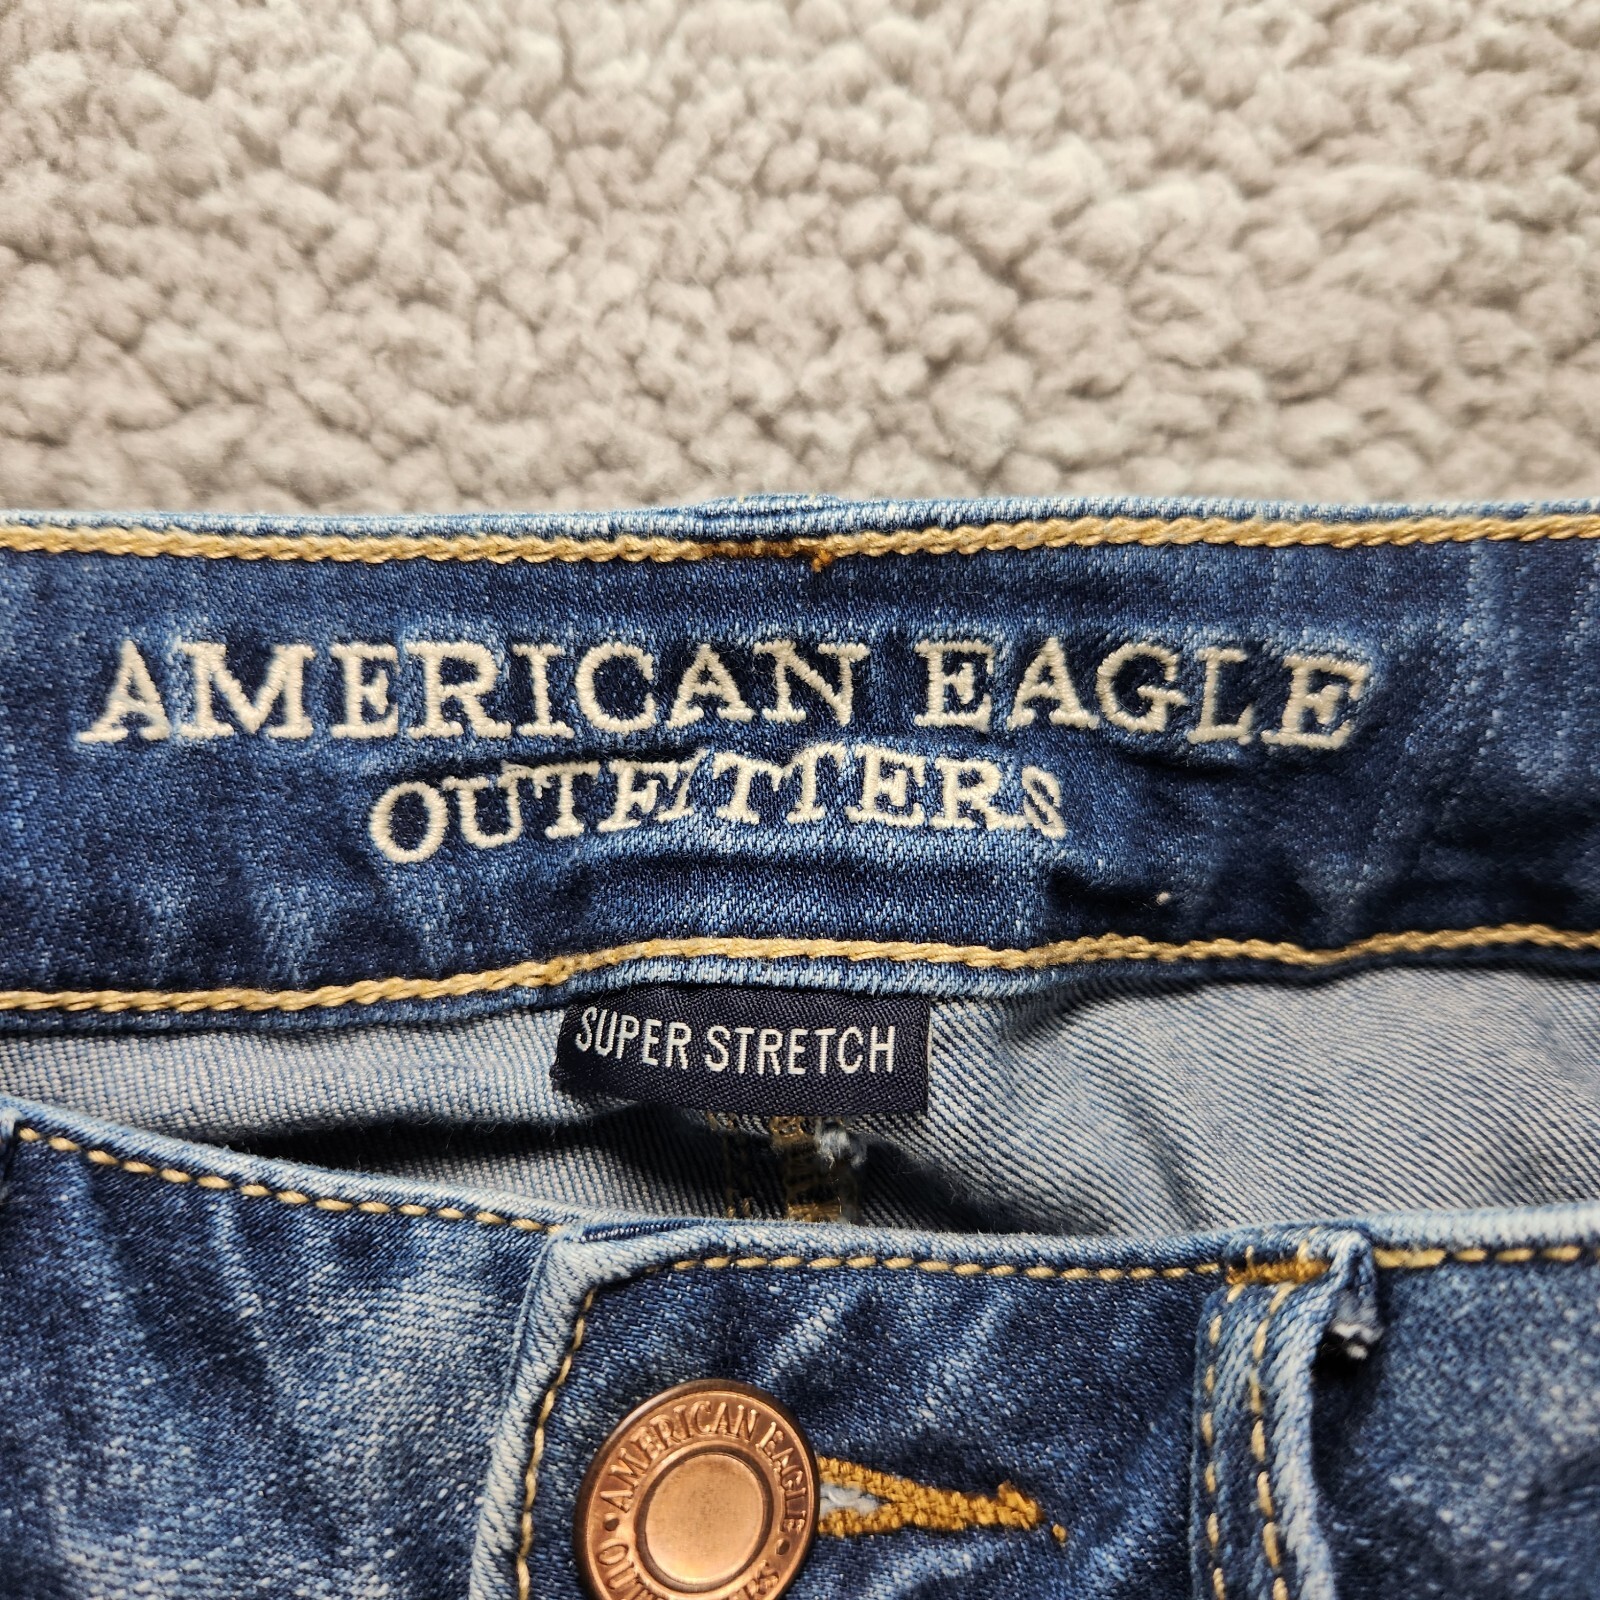 AMERICAN EAGLE
OUTFITTERS
SUPER STRETCH
AMERICAN EAGLE